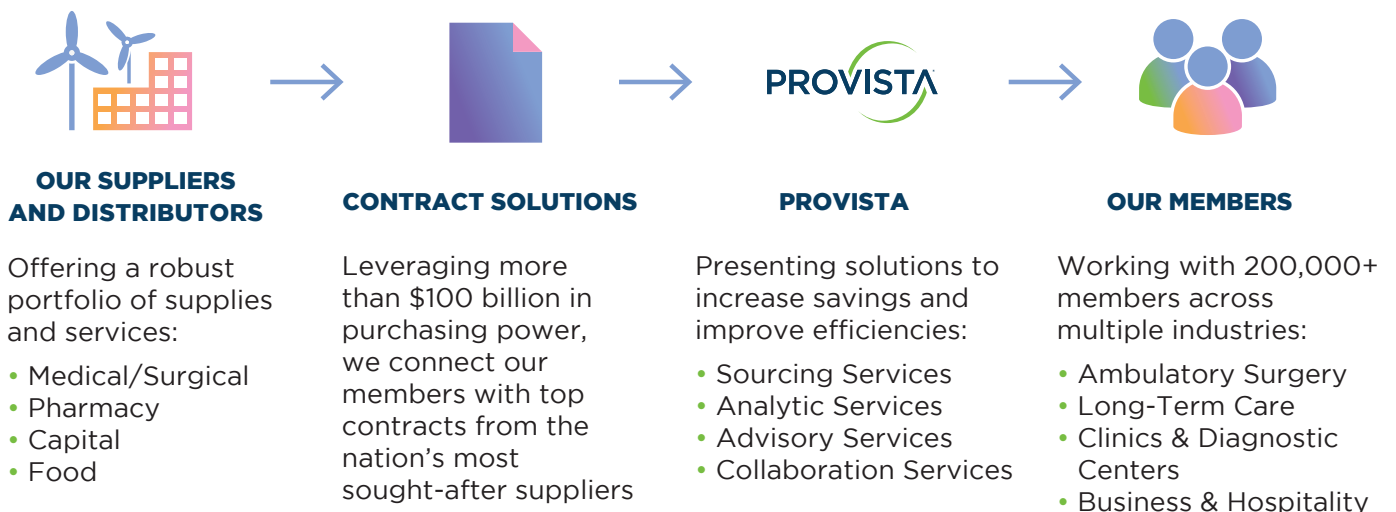 PROVISTA
OUR SUPPLIERS
AND DISTRIBUTORS
Offering a robust
portfolio of supplies
and services:
• Medical/Surgical
• Pharmacy
• Capital
• Food
CONTRACT SOLUTIONS
Leveraging more
than $100 billion in
purchasing power,
we connect our
members with top
contracts from the
nation’s most
sought-after suppliers
PROVISTA
Presenting solutions to
increase savings and
improve efficiencies:
• Sourcing Services
• Analytic Services
• Advisory Services
• Collaboration Services
OUR MEMBERS
Working with 200,000+
members across
multiple industries:
• Ambulatory Surgery
• Long-Term Care
• Clinics & Diagnostic
Centers
• Business & Hospitality